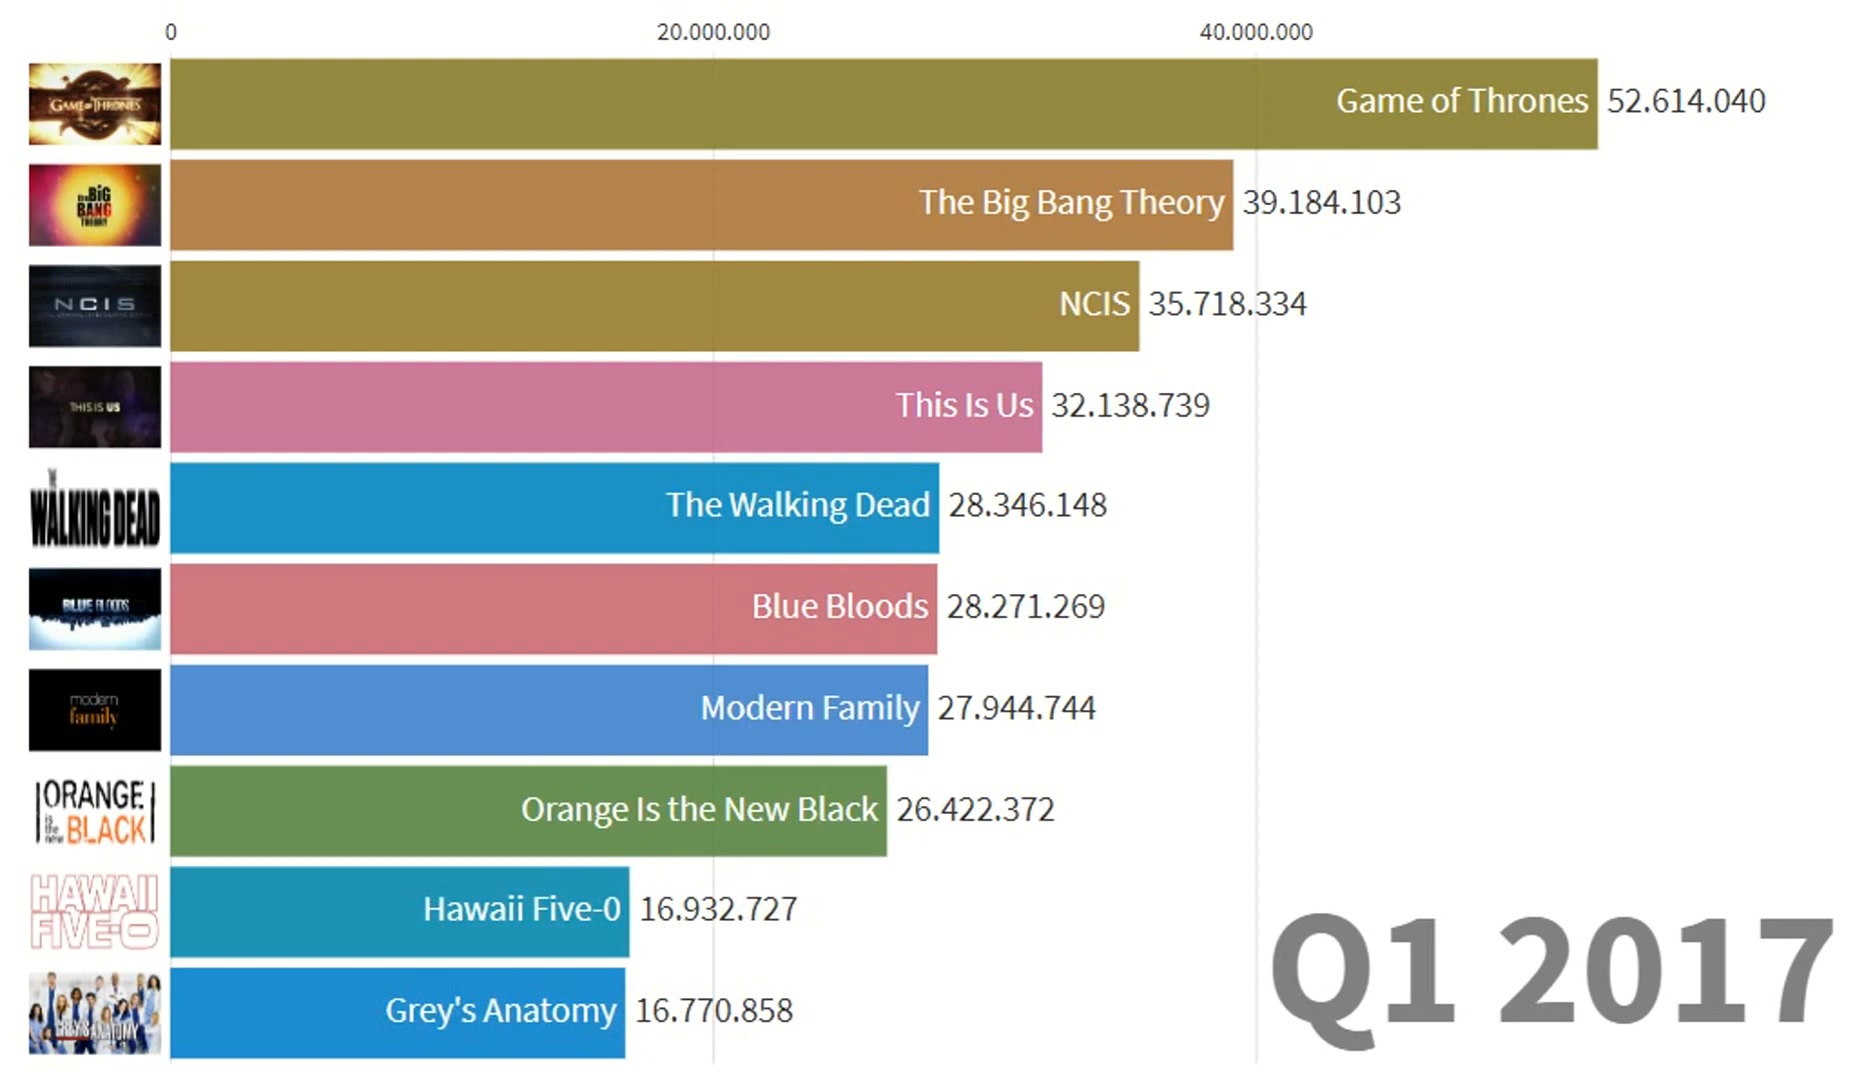 0 20.000.000 40.000.000
GAME OF THRONES
Game of Thrones 52.614.040
the BiG
BANG
THEORY
The Big Bang Theory 39.184.103
NCIS
NCIS 35.718.334
THIS IS US
This Is Us 32.138.739
THE
WALKING DEAD
The Walking Dead 28.346.148
BLUE BLOODS
Blue Bloods 28.271.269
modern
family
Modern Family 27.944.744
ORANGE
is
the
new
BLACK
Orange Is the New Black 26.422.372
HAWAII
FIVE-O
Hawaii Five-0 16.932.727
GREY'S ANATOMY
Grey's Anatomy 16.770.858
Q1 2017